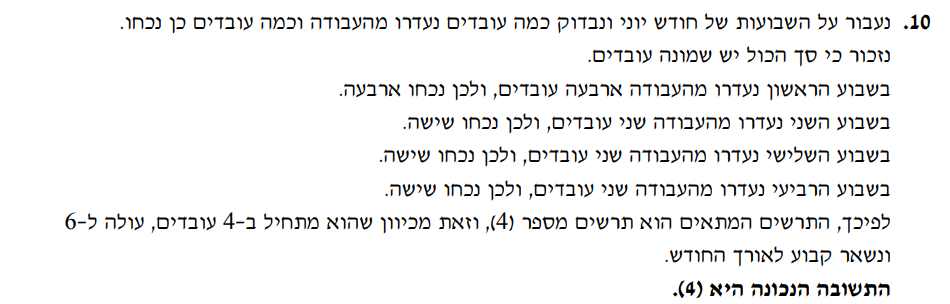 10. נעבור על השבועות של חודש יוני ונבדוק כמה עובדים נעדרו מהעבודה וכמה עובדים כן נכחו.
נזכור כי סך הכול יש שמונה עובדים.
בשבוע הראשון נעדרו מהעבודה ארבעה עובדים, ולכן נכחו ארבעה.
בשבוע השני נעדרו מהעבודה שני עובדים, ולכן נכחו שישה.
בשבוע השלישי נעדרו מהעבודה שני עובדים, ולכן נכחו שישה.
בשבוע הרביעי נעדרו מהעבודה שני עובדים, ולכן נכחו שישה.
לפיכך, התרשים המתאים הוא תרשים מספר (4), וזאת מכיוון שהוא מתחיל ב-4 עובדים, עולה ל-6
ונשאר קבוע לאורך החודש.
התשובה הנכונה היא (4).